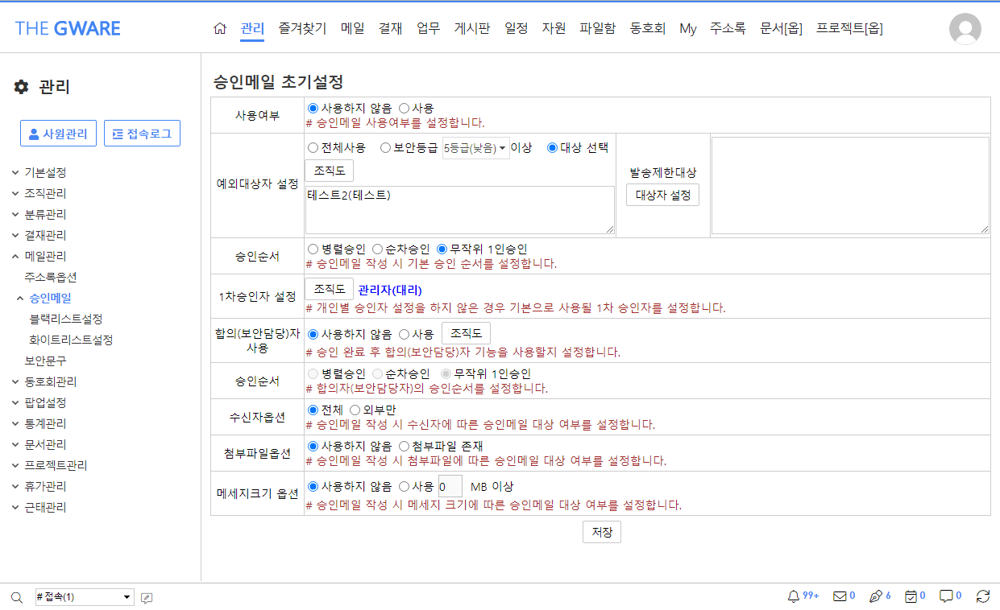 THE GWARE
관리 즐겨찾기 메일 결재 업무 게시판 일정 자원 파일함 동호회 My 주소록 문서[옵] 프로젝트[옵]
관리
사원관리 접속로그
기본설정
조직관리
분류관리
결재관리
메일관리
주소록옵션
승인메일
블랙리스트설정
화이트리스트설정
보안문구
동호회관리
팝업설정
통계관리
문서관리
프로젝트관리
휴가관리
근태관리
승인메일 초기설정
사용여부
사용하지 않음 사용
# 승인메일 사용여부를 설정합니다.
예외대상자 설정
전체사용 보안등급 5등급(낮음) 이상 대상 선택
조직도
테스트2(테스트)
발송제한대상
대상자 설정
승인순서
병렬승인 순차승인 무작위 1인승인
# 승인메일 작성 시 기본 승인 순서를 설정합니다.
1차승인자 설정
조직도 관리자(대리)
# 개인별 승인자 설정을 하지 않은 경우 기본으로 사용될 1차 승인자를 설정합니다.
합의(보안담당)자
사용
사용하지 않음 사용 조직도
# 승인 완료 후 합의(보안담당)자 기능을 사용할지 설정합니다.
승인순서
병렬승인 순차승인 무작위 1인승인
# 합의자(보안담당자)의 승인순서를 설정합니다.
수신자옵션
전체 외부만
# 승인메일 작성 시 수신자에 따른 승인메일 대상 여부를 설정합니다.
첨부파일옵션
사용하지 않음 첨부파일 존재
# 승인메일 작성 시 첨부파일에 따른 승인메일 대상 여부를 설정합니다.
메세지크기 옵션
사용하지 않음 사용 0 MB 이상
# 승인메일 작성 시 메세지 크기에 따른 승인메일 대상 여부를 설정합니다.
저장
# 접속(1)
99+ 0 6 0 0